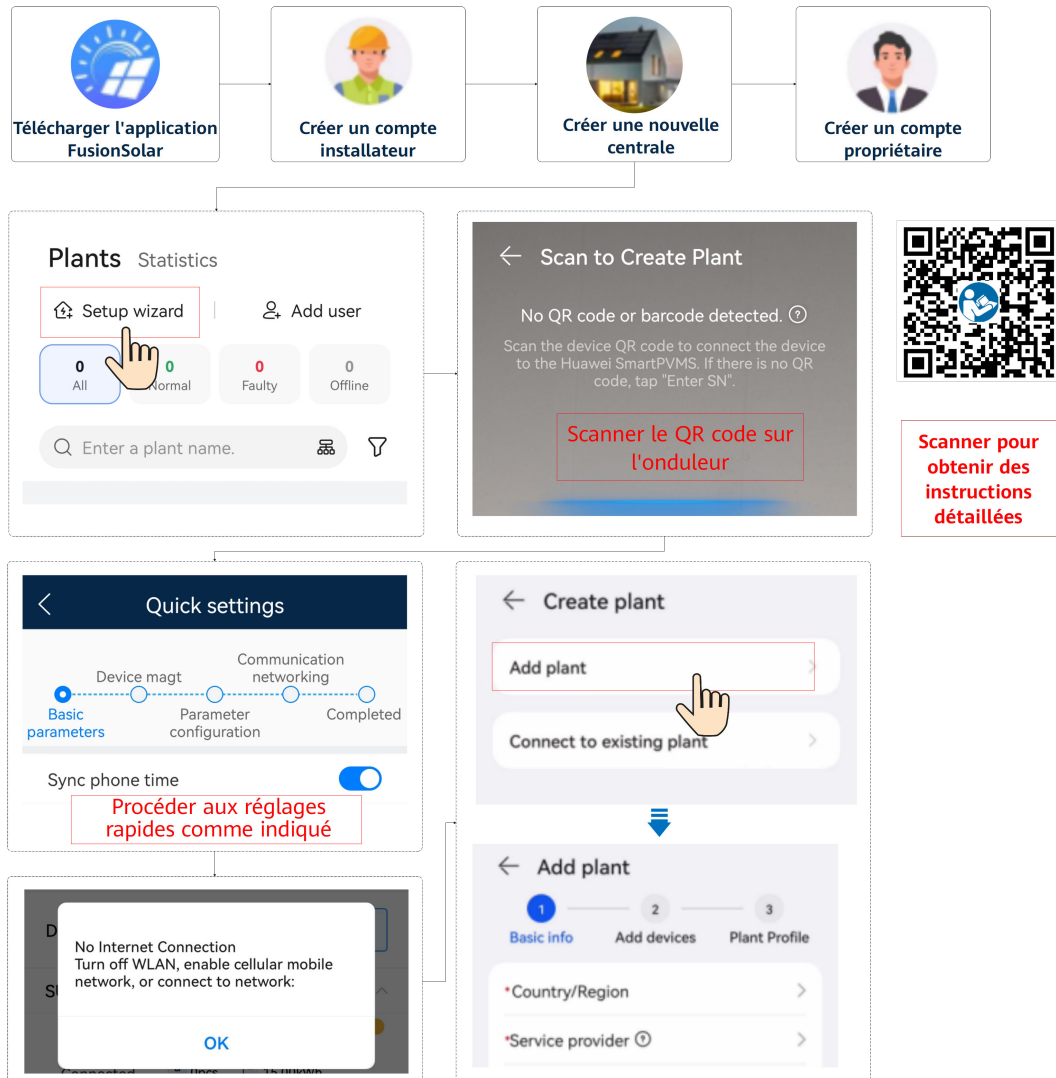 Télécharger l'application
FusionSolar
Créer un compte
installateur
Créer une nouvelle
centrale
Créer un compte
propriétaire
Plants Statistics
Setup wizard
Add user
0
All
0
Normal
0
Faulty
0
Offline
Enter a plant name.
Scan to Create Plant
No QR code or barcode detected.
Scan the device QR code to connect the device
to the Huawei SmartPVMS. If there is no QR
code, tap "Enter SN".
Scanner le QR code sur
l'onduleur
Scanner pour
obtenir des
instructions
détaillées
Quick settings
Basic
parameters
Device magt
Parameter
configuration
Communication
networking
Completed
Sync phone time
Procéder aux réglages
rapides comme indiqué
No Internet Connection
Turn off WLAN, enable cellular mobile
network, or connect to network:
OK
Create plant
Add plant
Connect to existing plant
Add plant
1
Basic info
2
Add devices
3
Plant Profile
*Country/Region
*Service provider